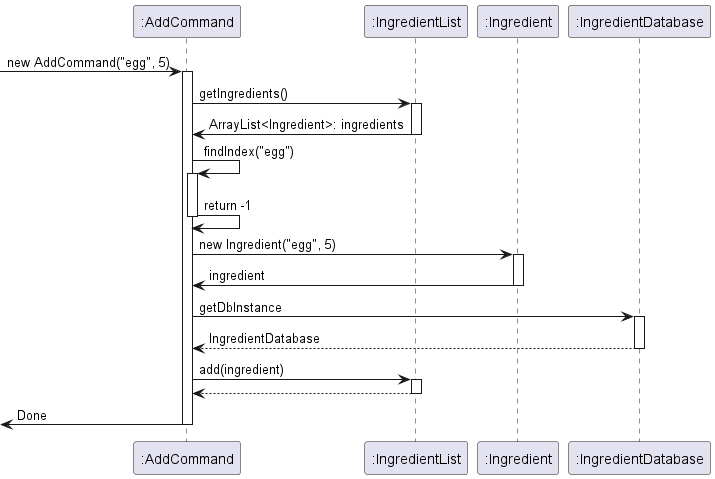 :AddCommand :IngredientList :Ingredient :IngredientDatabase
new AddCommand("egg", 5)
getIngredients()
ArrayList<Ingredient>: ingredients
findIndex("egg")
return -1
new Ingredient("egg", 5)
ingredient
getDbInstance
IngredientDatabase
add(ingredient)
Done
:AddCommand :IngredientList :Ingredient :IngredientDatabase